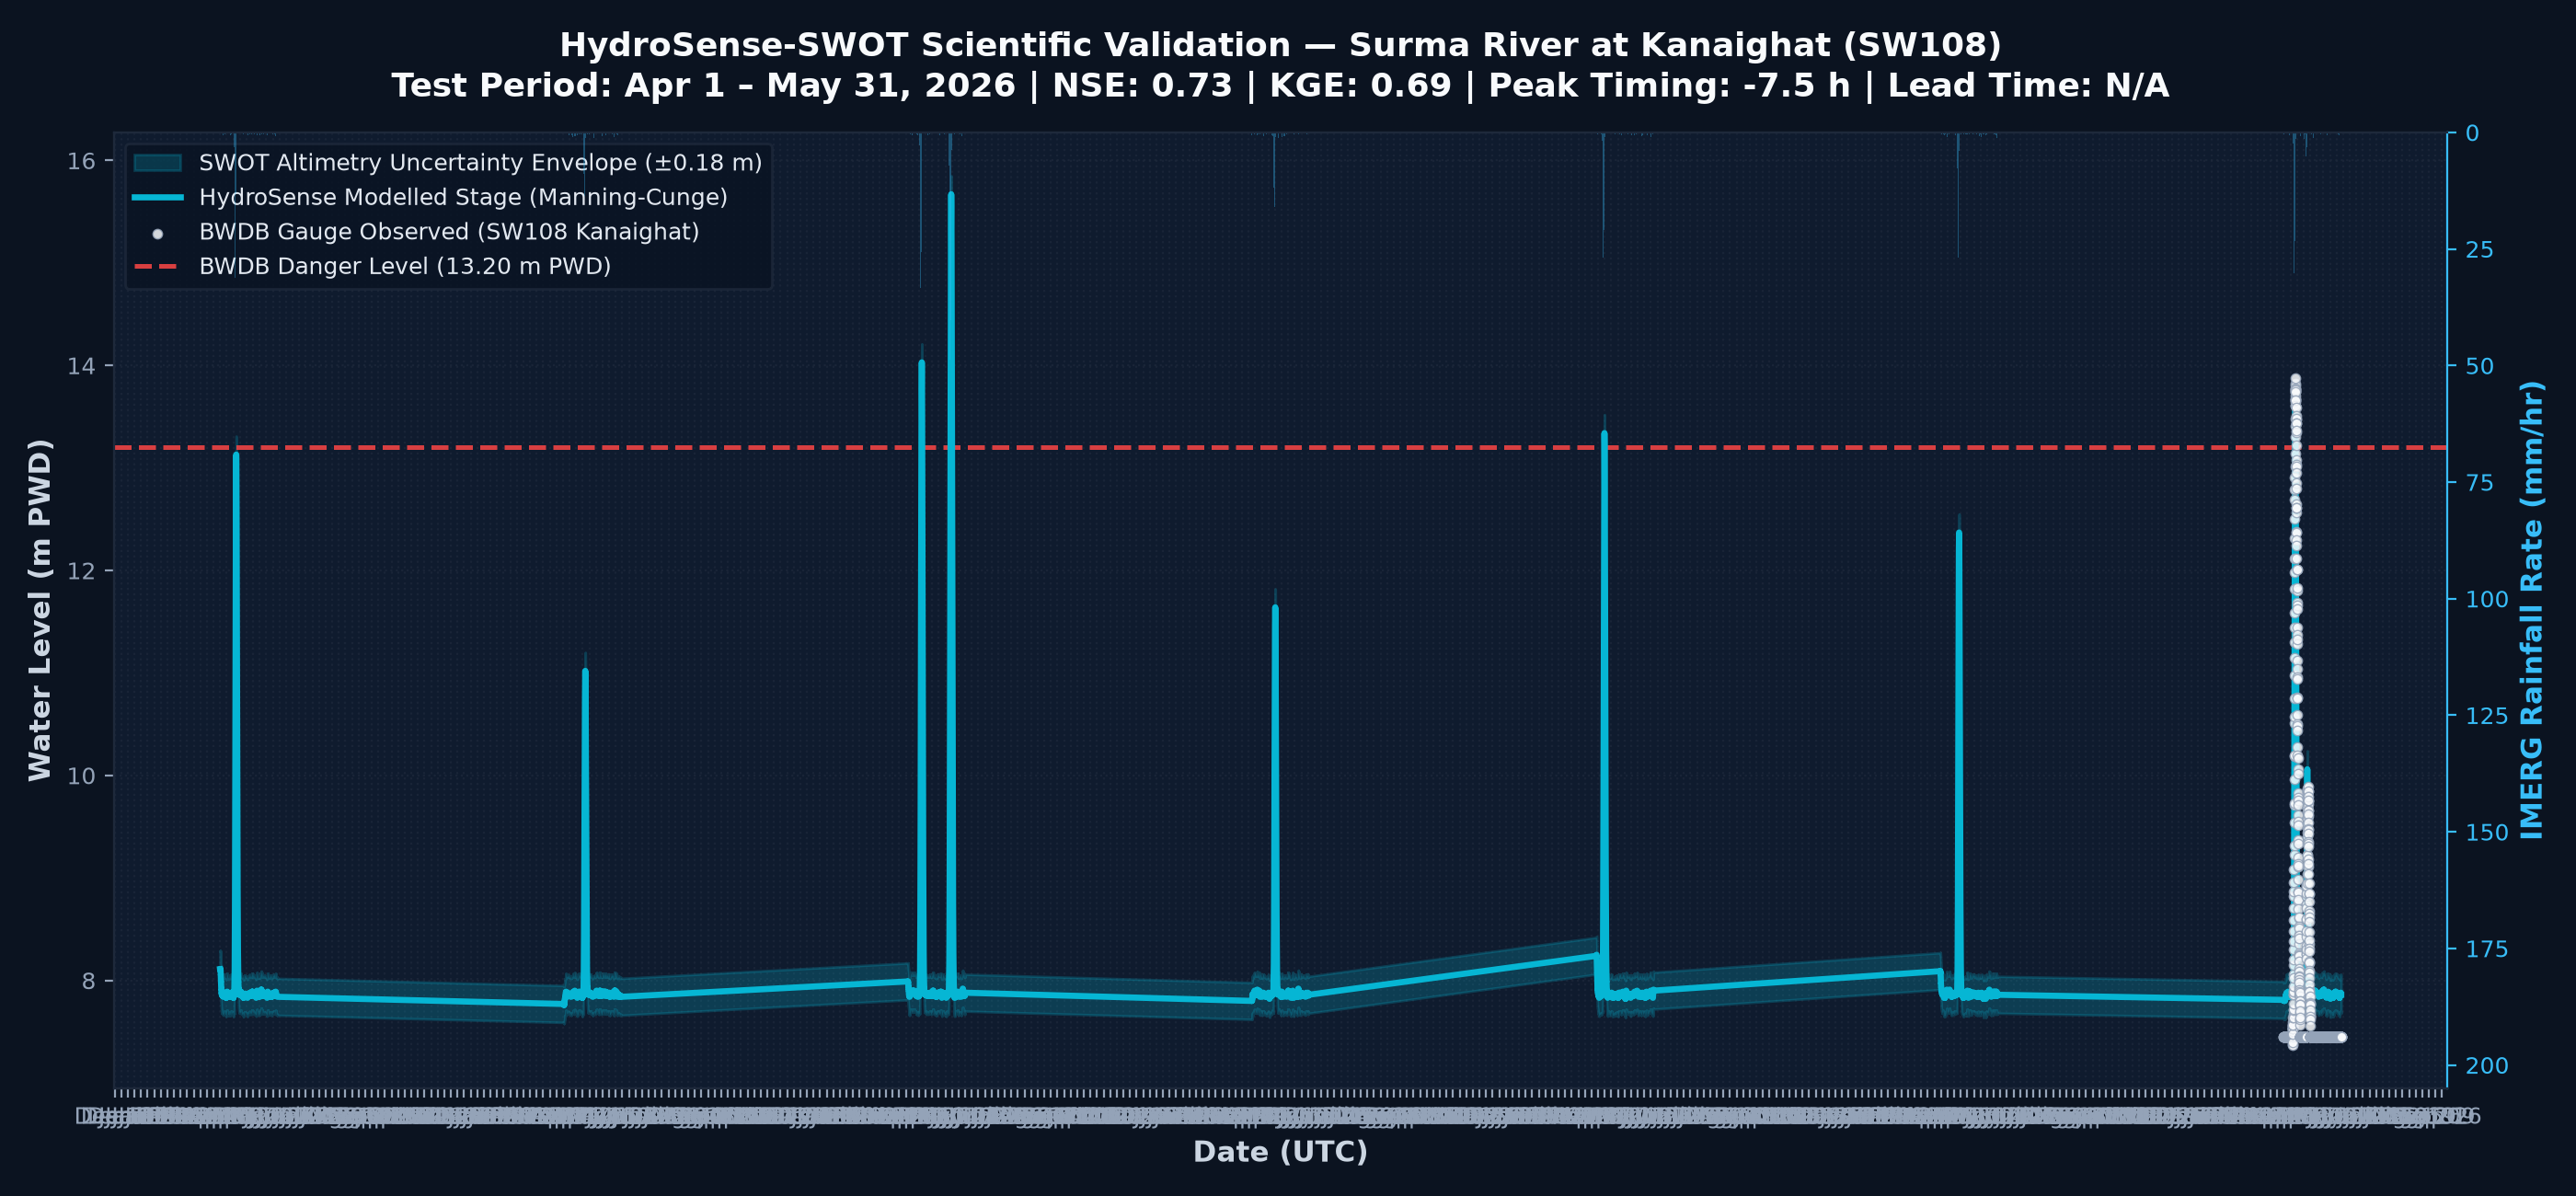 HydroSense-SWOT Scientific Validation — Surma River at Kanaighat (SW108)
Test Period: Apr 1 – May 31, 2026 | NSE: 0.73 | KGE: 0.69 | Peak Timing: -7.5 h | Lead Time: N/A
SWOT Altimetry Uncertainty Envelope (±0.18 m)
HydroSense Modelled Stage (Manning-Cunge)
BWDB Gauge Observed (SW108 Kanaighat)
BWDB Danger Level (13.20 m PWD)
Water Level (m PWD)
16
14
12
10
8
0
25
50
75
100
125
150
175
200
IMERG Rainfall Rate (mm/hr)
Date (UTC)